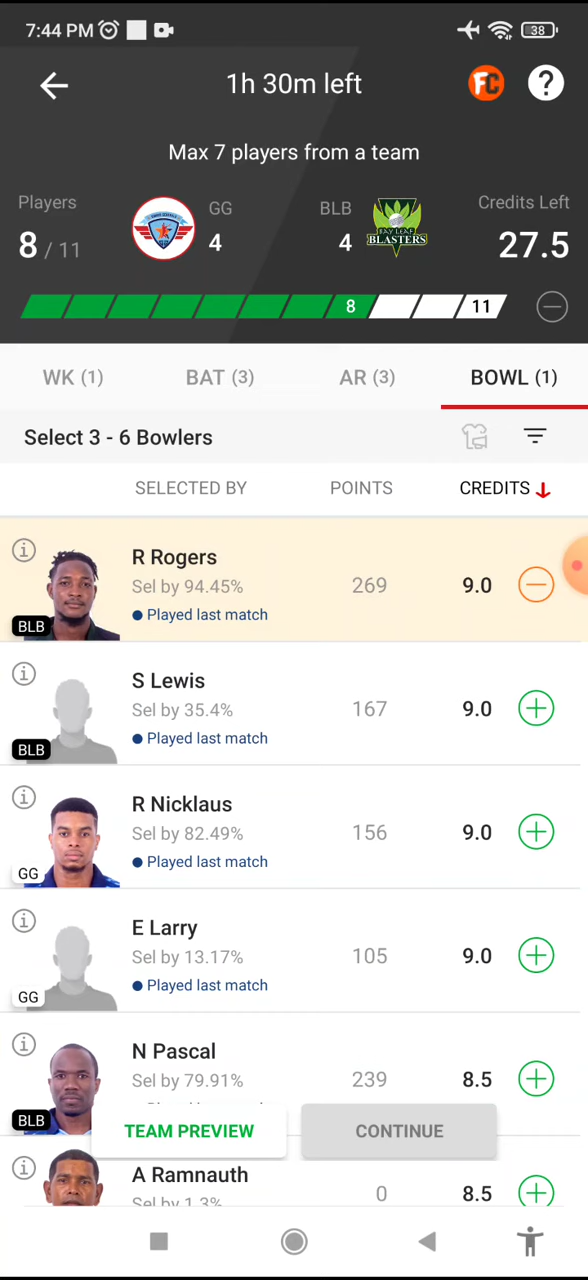 7:44 PM 38
1h 30m left
FC ?
Max 7 players from a team
Players GG BLB Credits Left
8 / 11 4 4 BAY LEAF BLASTERS 27.5
8 11
WK (1) BAT (3) AR (3) BOWL (1)
Select 3 - 6 Bowlers
SELECTED BY POINTS CREDITS
R Rogers
Sel by 94.45% 269 9.0
Played last match
BLB
S Lewis
Sel by 35.4% 167 9.0
Played last match
BLB
R Nicklaus
Sel by 82.49% 156 9.0
Played last match
GG
E Larry
Sel by 13.17% 105 9.0
Played last match
GG
N Pascal
Sel by 79.91% 239 8.5
BLB
TEAM PREVIEW CONTINUE
A Ramnauth
Sel by 1.3% 0 8.5